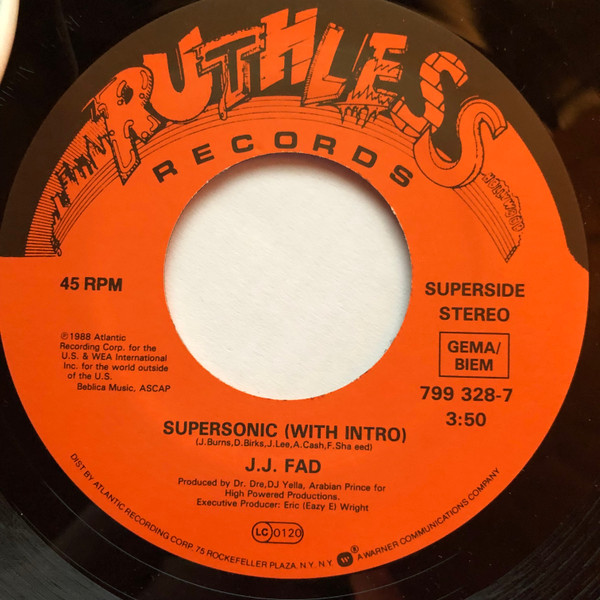 RUTHLESS
HOLLYWOOD
RECORDS
45 RPM
SUPERSIDE
STEREO
GEMA/
BIEM
799 328-7
3:50
℗1988 Atlantic
Recording Corp. for the
U.S. & WEA International
Inc. for the world outside
of the U.S.
Beblica Music, ASCAP
SUPERSONIC (WITH INTRO)
(J.Burns,D.Birks,J.Lee,A.Cash,F.Sha eed)
J.J. FAD
Produced by Dr. Dre,DJ Yella, Arabian Prince for
High Powered Productions.
Executive Producer: Eric (Eazy E) Wright
LC 0120
DIST BY ATLANTIC RECORDING CORP. 75 ROCKEFELLER PLAZA, N.Y. N.Y. W ® A WARNER COMMUNICATIONS COMPANY